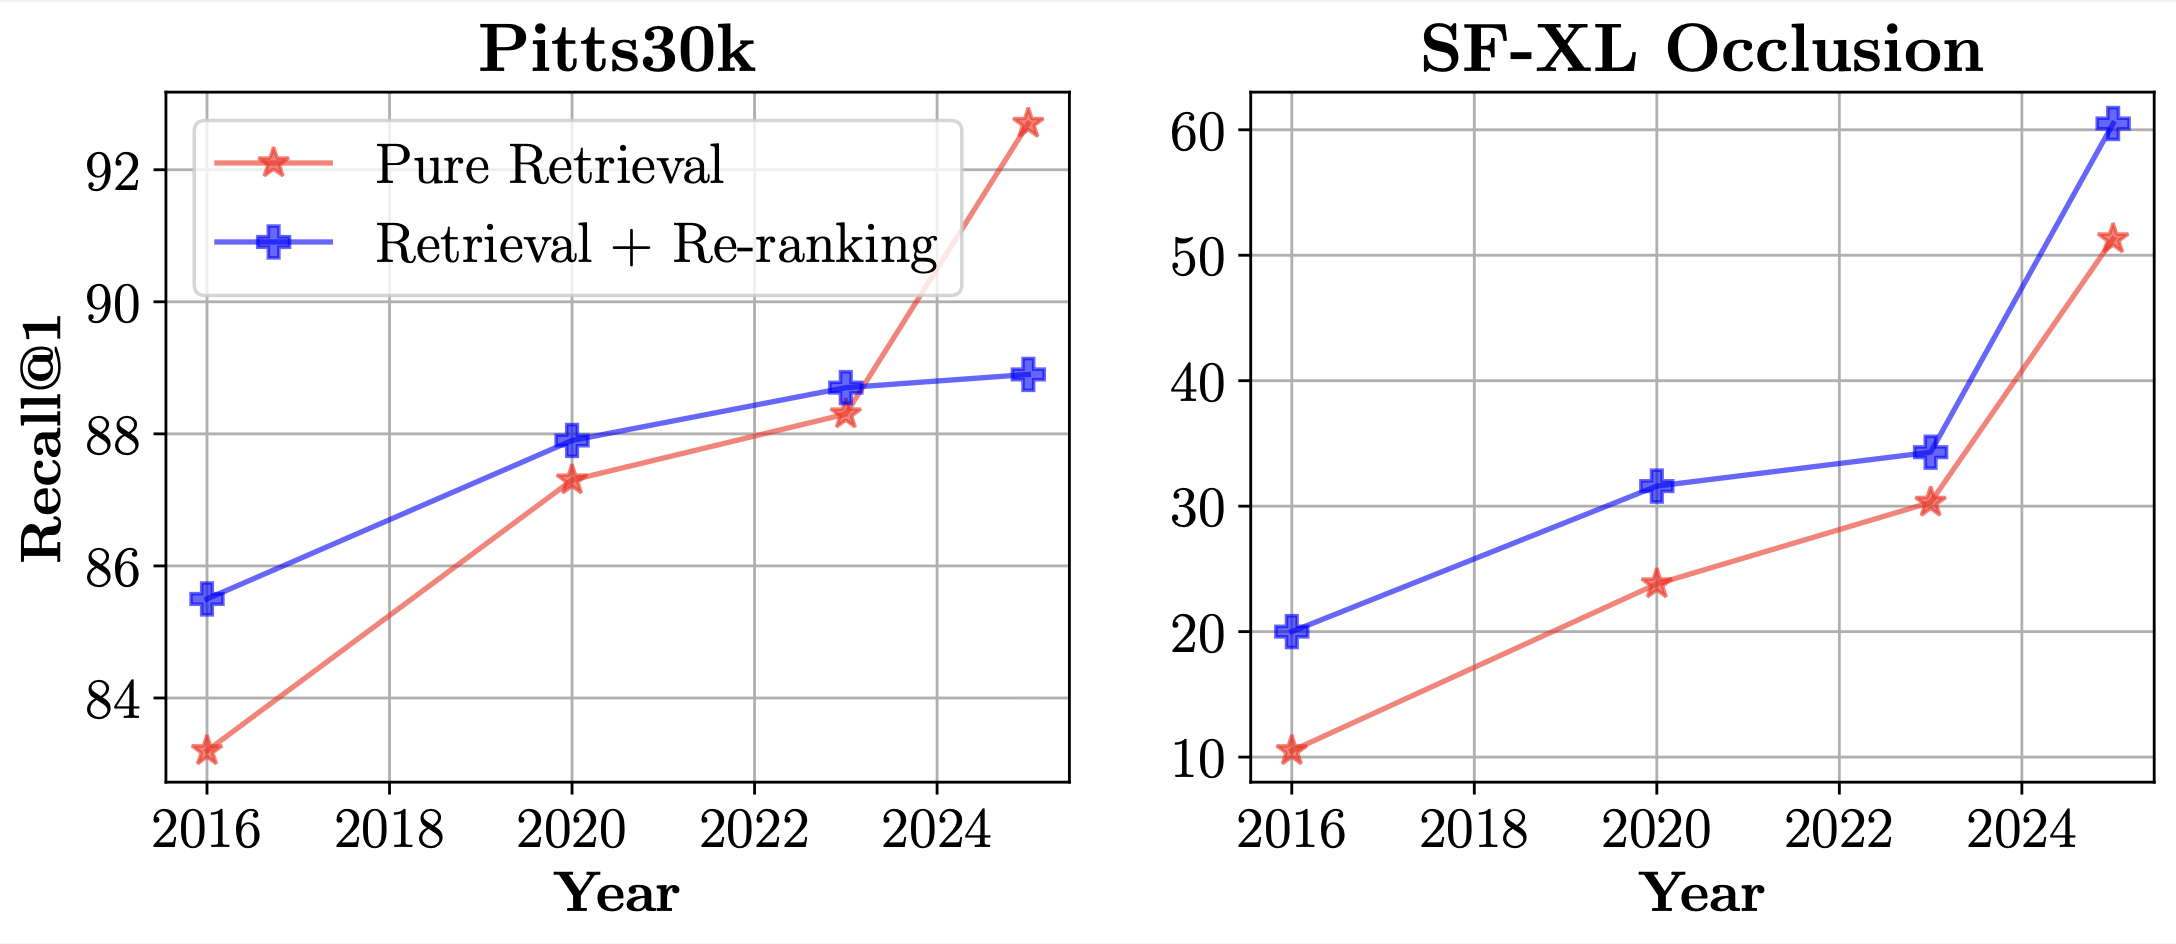 Pitts30k
Pure Retrieval
Retrieval + Re-ranking
92
90
88
86
84
Recall@1
2016 2018 2020 2022 2024
Year
SF-XL Occlusion
60
50
40
30
20
10
2016 2018 2020 2022 2024
Year